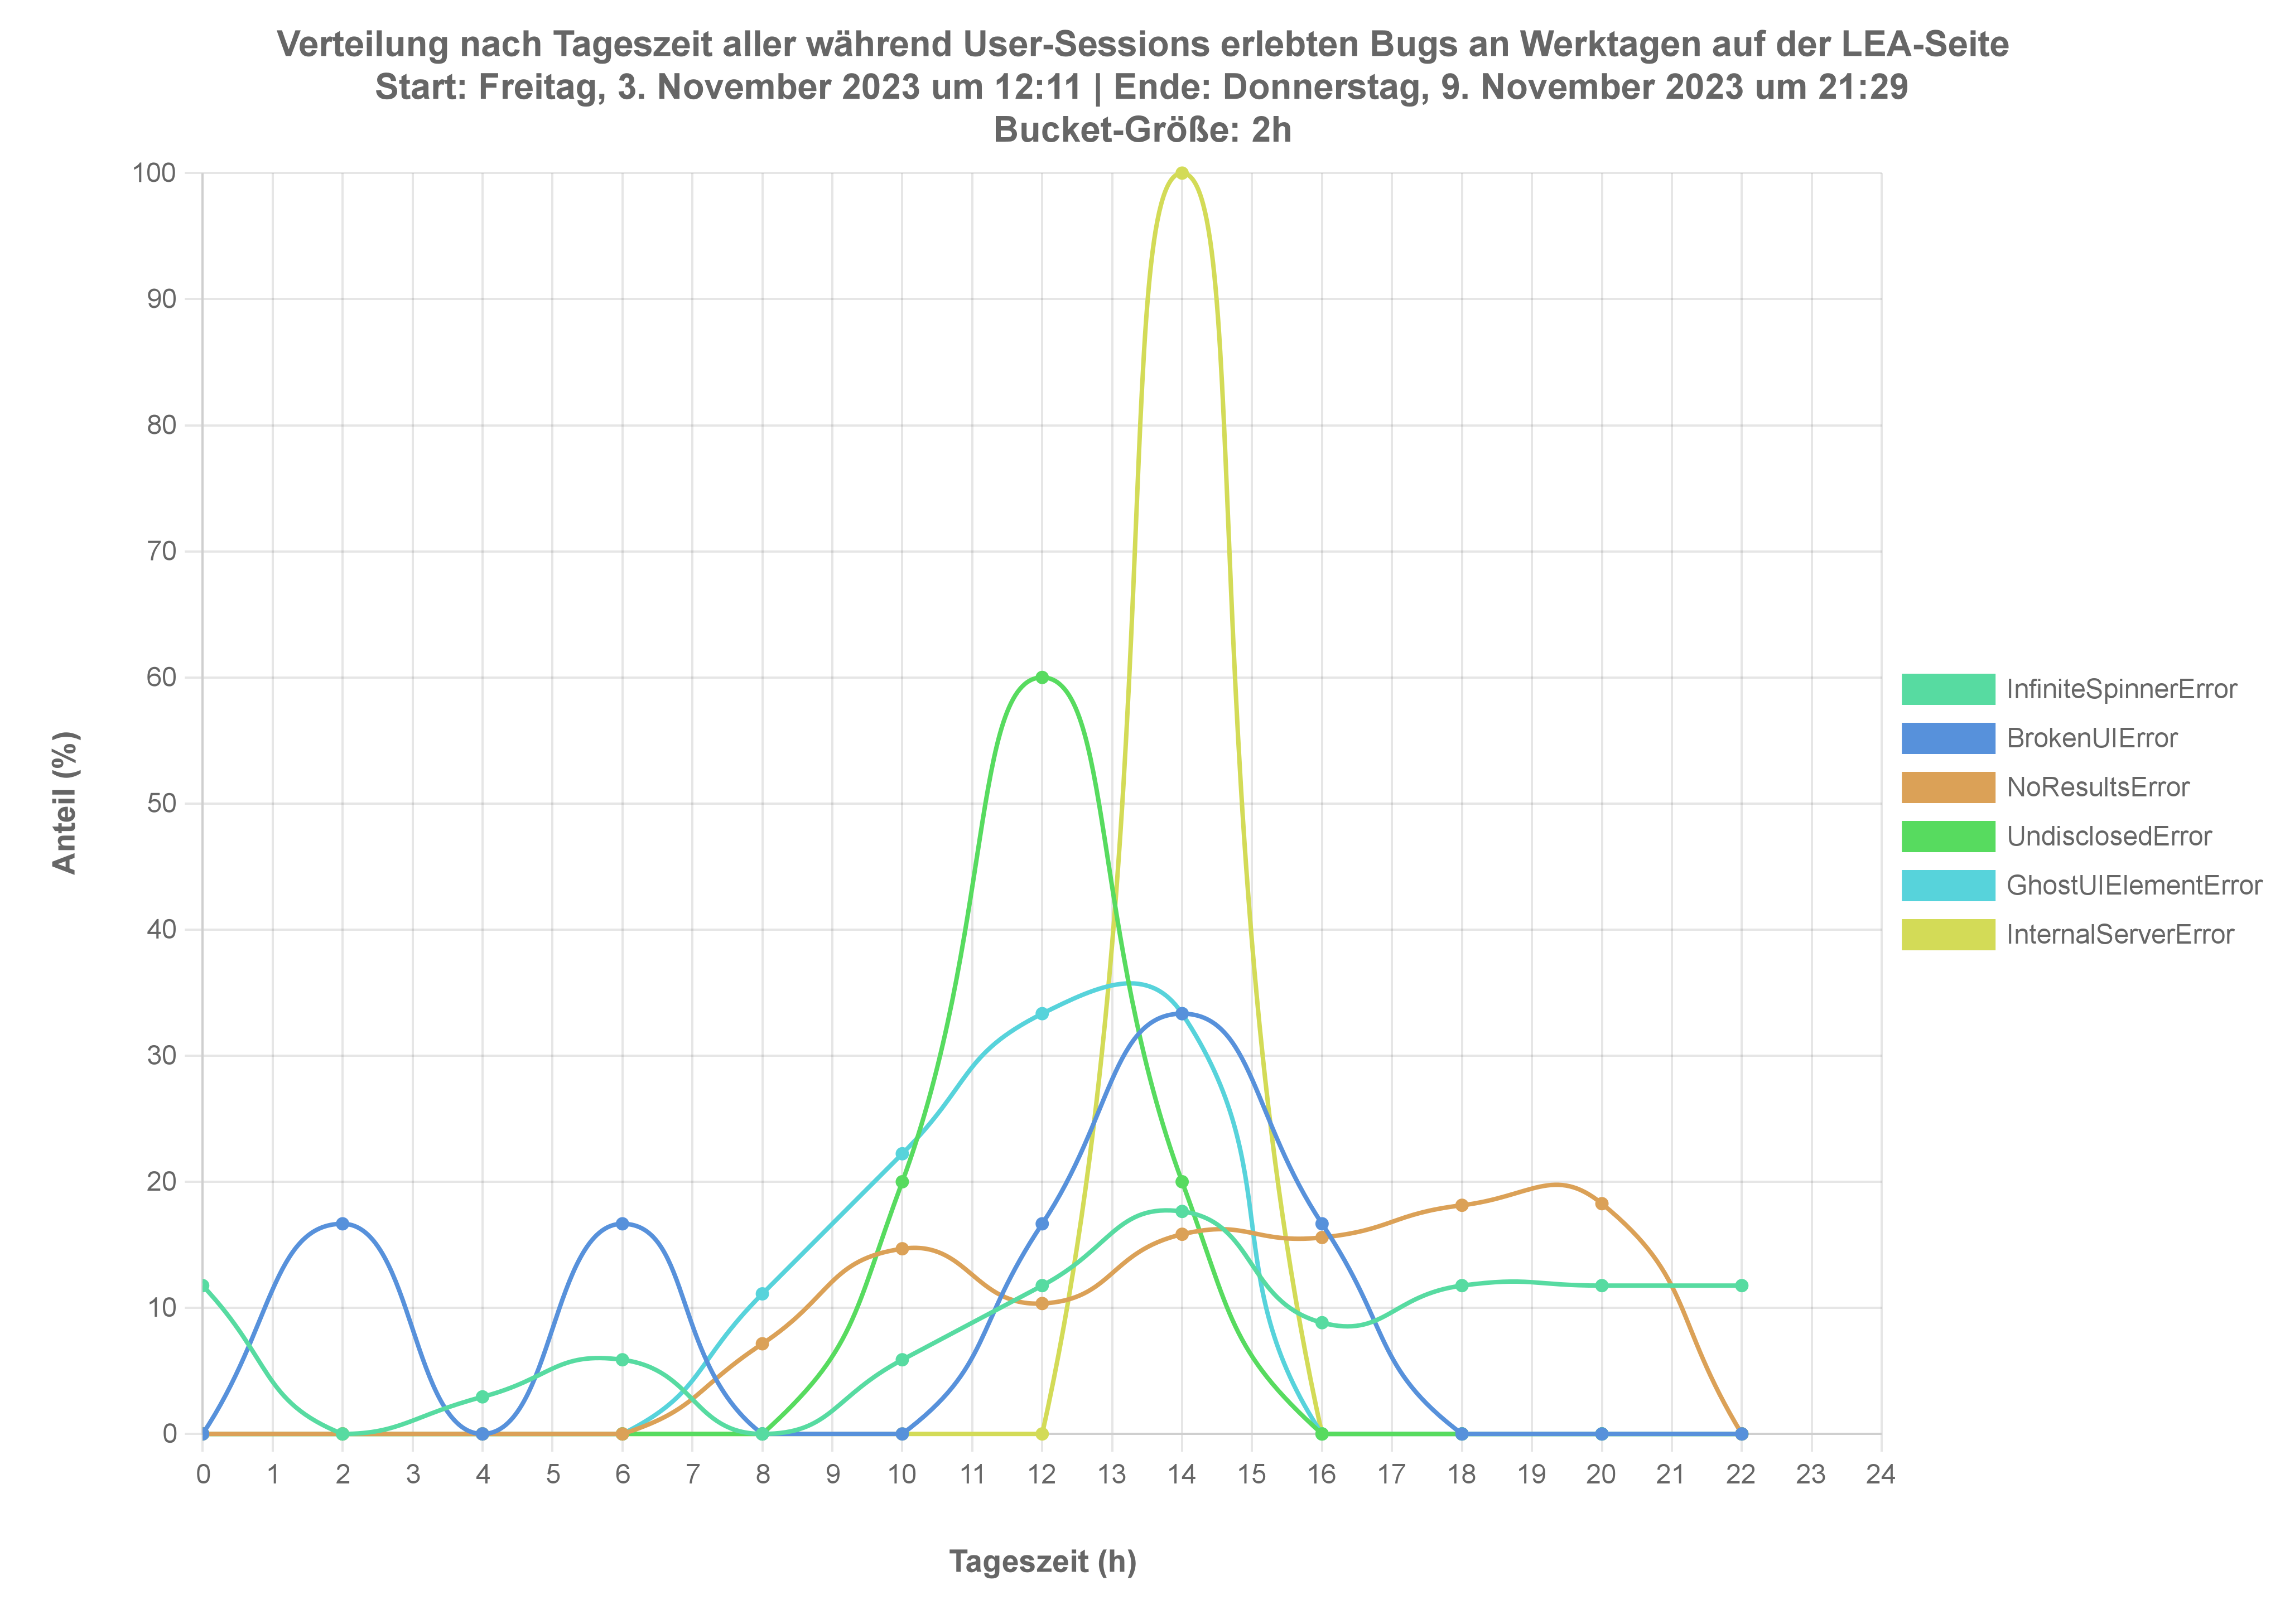 Verteilung nach Tageszeit aller während User-Sessions erlebten Bugs an Werktagen auf der LEA-Seite
Start: Freitag, 3. November 2023 um 12:11 | Ende: Donnerstag, 9. November 2023 um 21:29
Bucket-Größe: 2h
100
90
80
70
60
50
40
30
20
10
0
Anteil (%)
0 1 2 3 4 5 6 7 8 9 10 11 12 13 14 15 16 17 18 19 20 21 22 23 24
Tageszeit (h)
InfiniteSpinnerError
BrokenUIError
NoResultsError
UndisclosedError
GhostUIElementError
InternalServerError